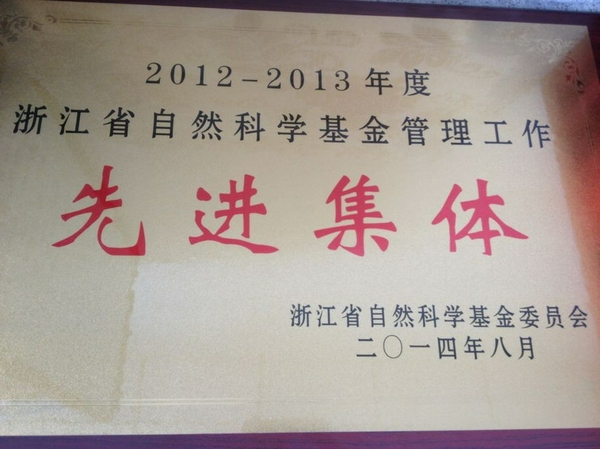 2012-2013年度
浙江省自然科学基金管理工作
先进集体
浙江省自然科学基金委员会
二〇一四年八月